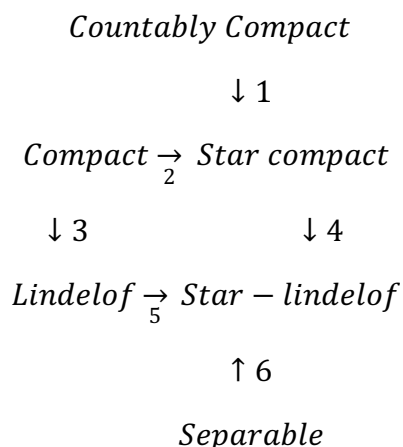 Countably Compact
↓ 1
Compact →2 Star compact
↓ 3 ↓ 4
Lindelof →5 Star − lindelof
↑ 6
Separable